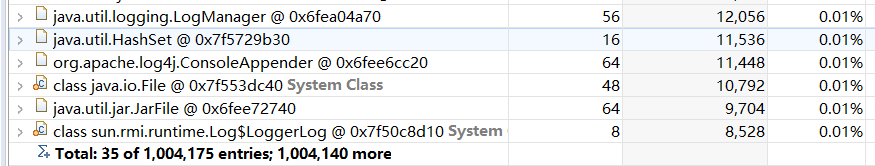 java.util.logging.LogManager @ 0x6fea04a70 56 12,056 0.01%
java.util.HashSet @ 0x7f5729b30 16 11,536 0.01%
org.apache.log4j.ConsoleAppender @ 0x6fee6cc20 64 11,448 0.01%
class java.io.File @ 0x7f553dc40 System Class 48 10,792 0.01%
java.util.jar.JarFile @ 0x6fee72740 64 9,704 0.01%
class sun.rmi.runtime.Log$LoggerLog @ 0x7f50c8d10 System 8 8,528 0.01%
Total: 35 of 1,004,175 entries; 1,004,140 more